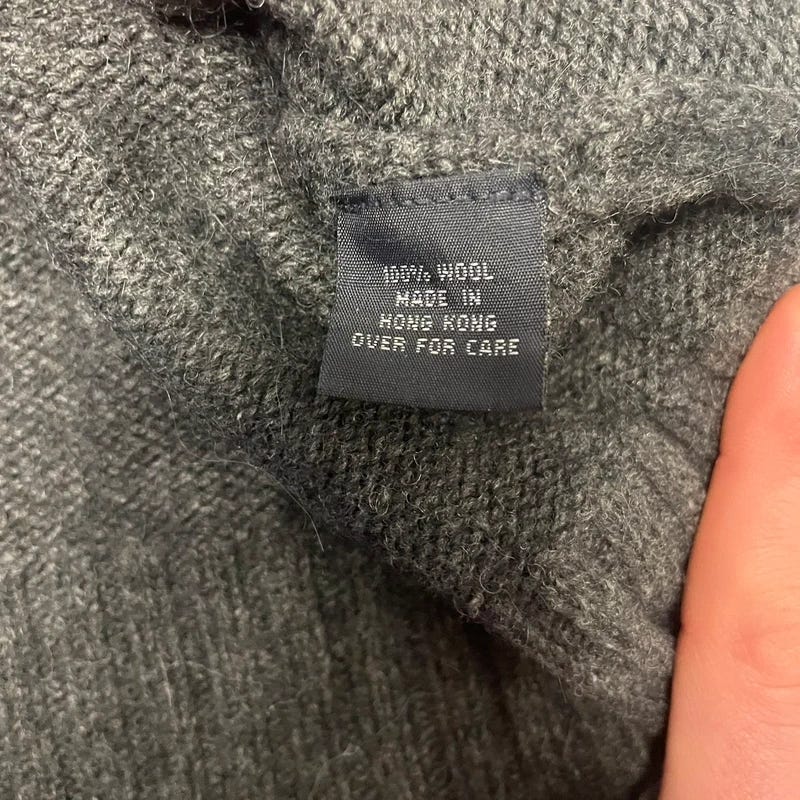 100% WOOL
MADE IN
HONG KONG
OVER FOR CARE